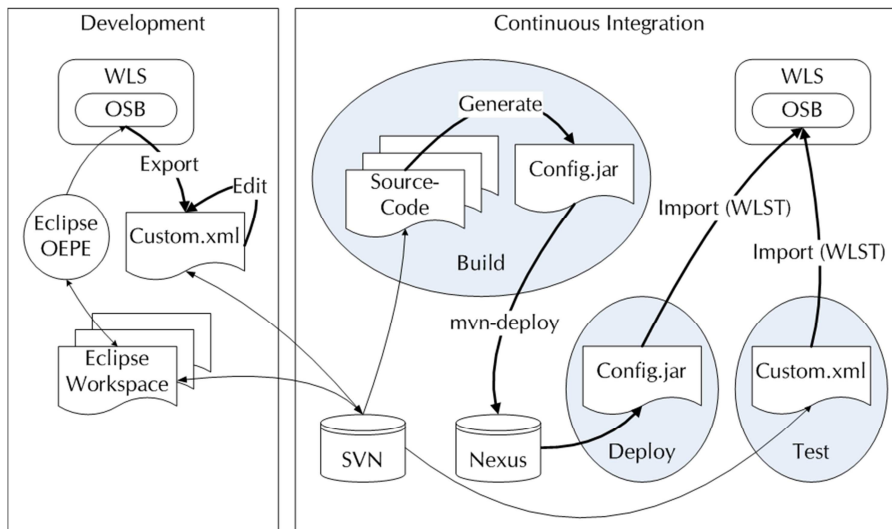 Development
WLS
OSB
Export
Edit
Eclipse
OEPE
Custom.xml
Eclipse
Workspace
Continuous Integration
Generate
Source-
Code
Config.jar
Build
mvn-deploy
SVN
Nexus
Config.jar
Deploy
Import (WLST)
WLS
OSB
Import (WLST)
Custom.xml
Test